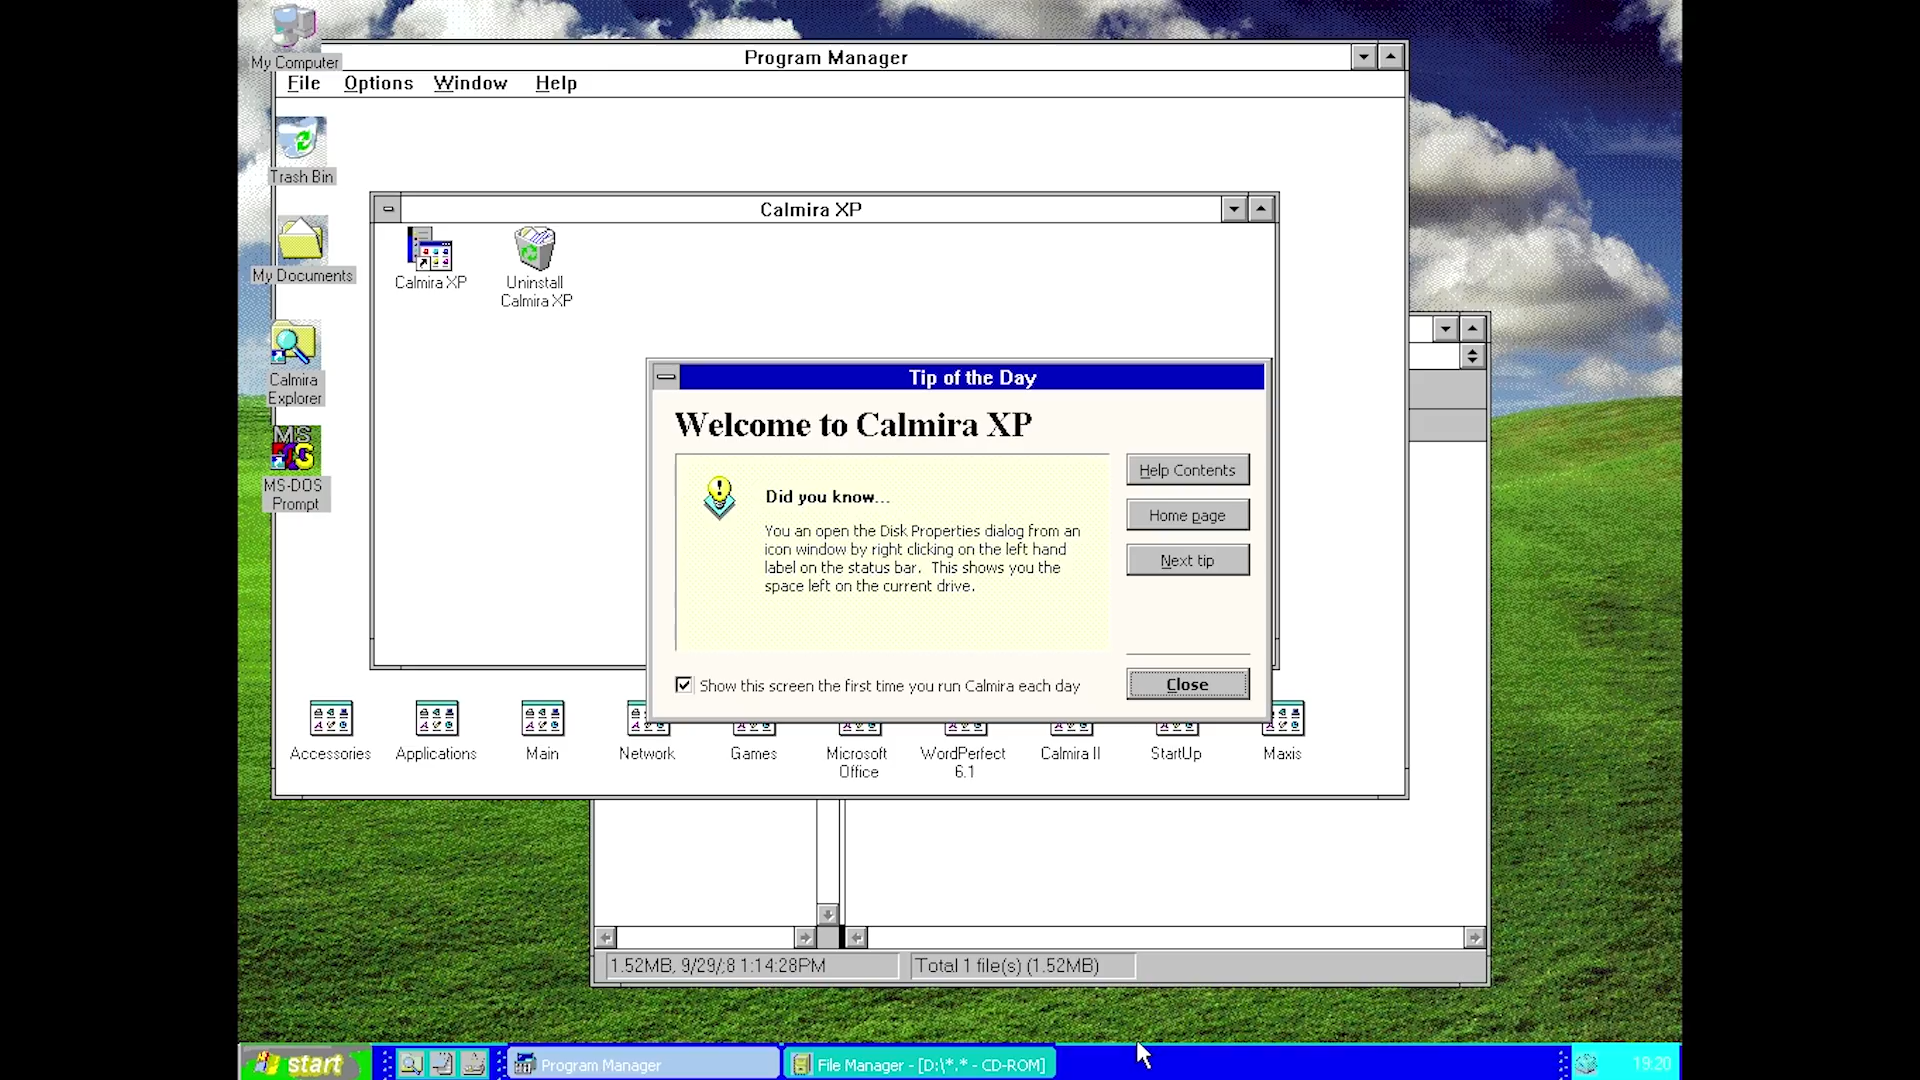 My Computer
Program Manager
File Options Window Help
Trash Bin
My Documents
Calmira
Explorer
MS-DOS
Prompt
Calmira XP
Calmira XP
Uninstall
Calmira XP
Tip of the Day
Welcome to Calmira XP
Did you know...
You an open the Disk Properties dialog from an
icon window by right clicking on the left hand
label on the status bar. This shows you the
space left on the current drive.
Help Contents
Home page
Next tip
Show this screen the first time you run Calmira each day
Close
Accessories
Applications
Main
Network
Games
Microsoft
Office
WordPerfect
6.1
Calmira II
StartUp
Maxis
1.52MB, 9/29/;8 1:14:28PM
Total 1 file(s) (1.52MB)
start
Program Manager
File Manager - [D:\*.* - CD-ROM]
19:20